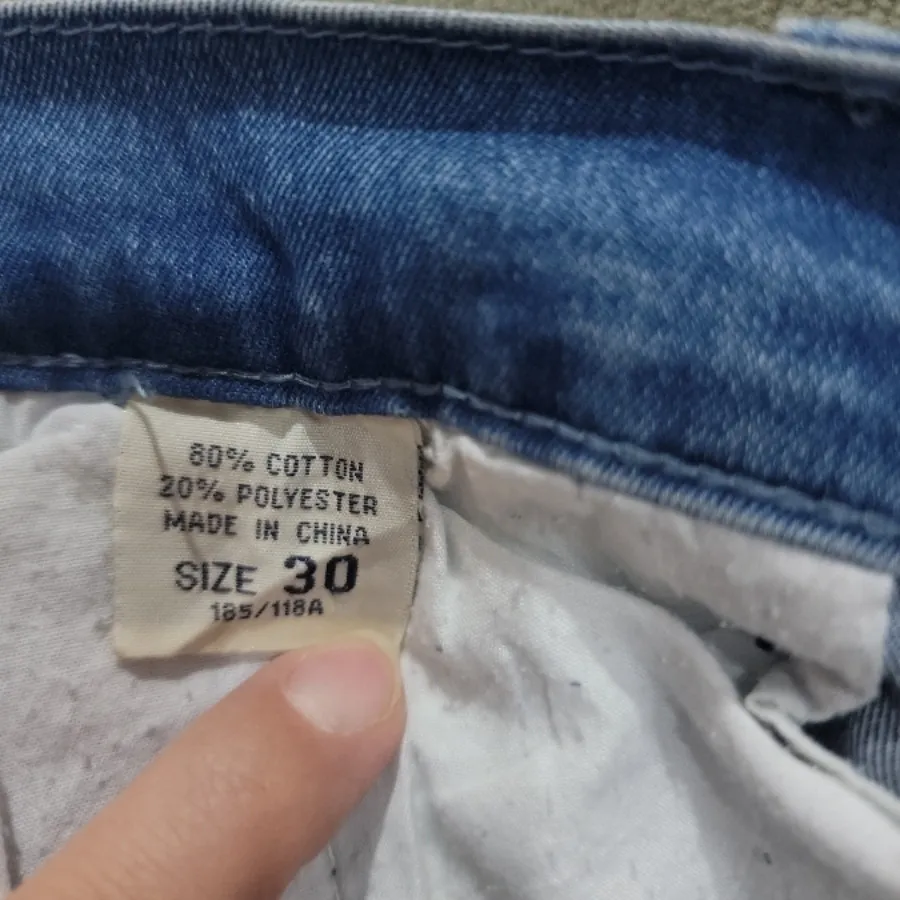 80% COTTON
20% POLYESTER
MADE IN CHINA
SIZE 30
185/118A